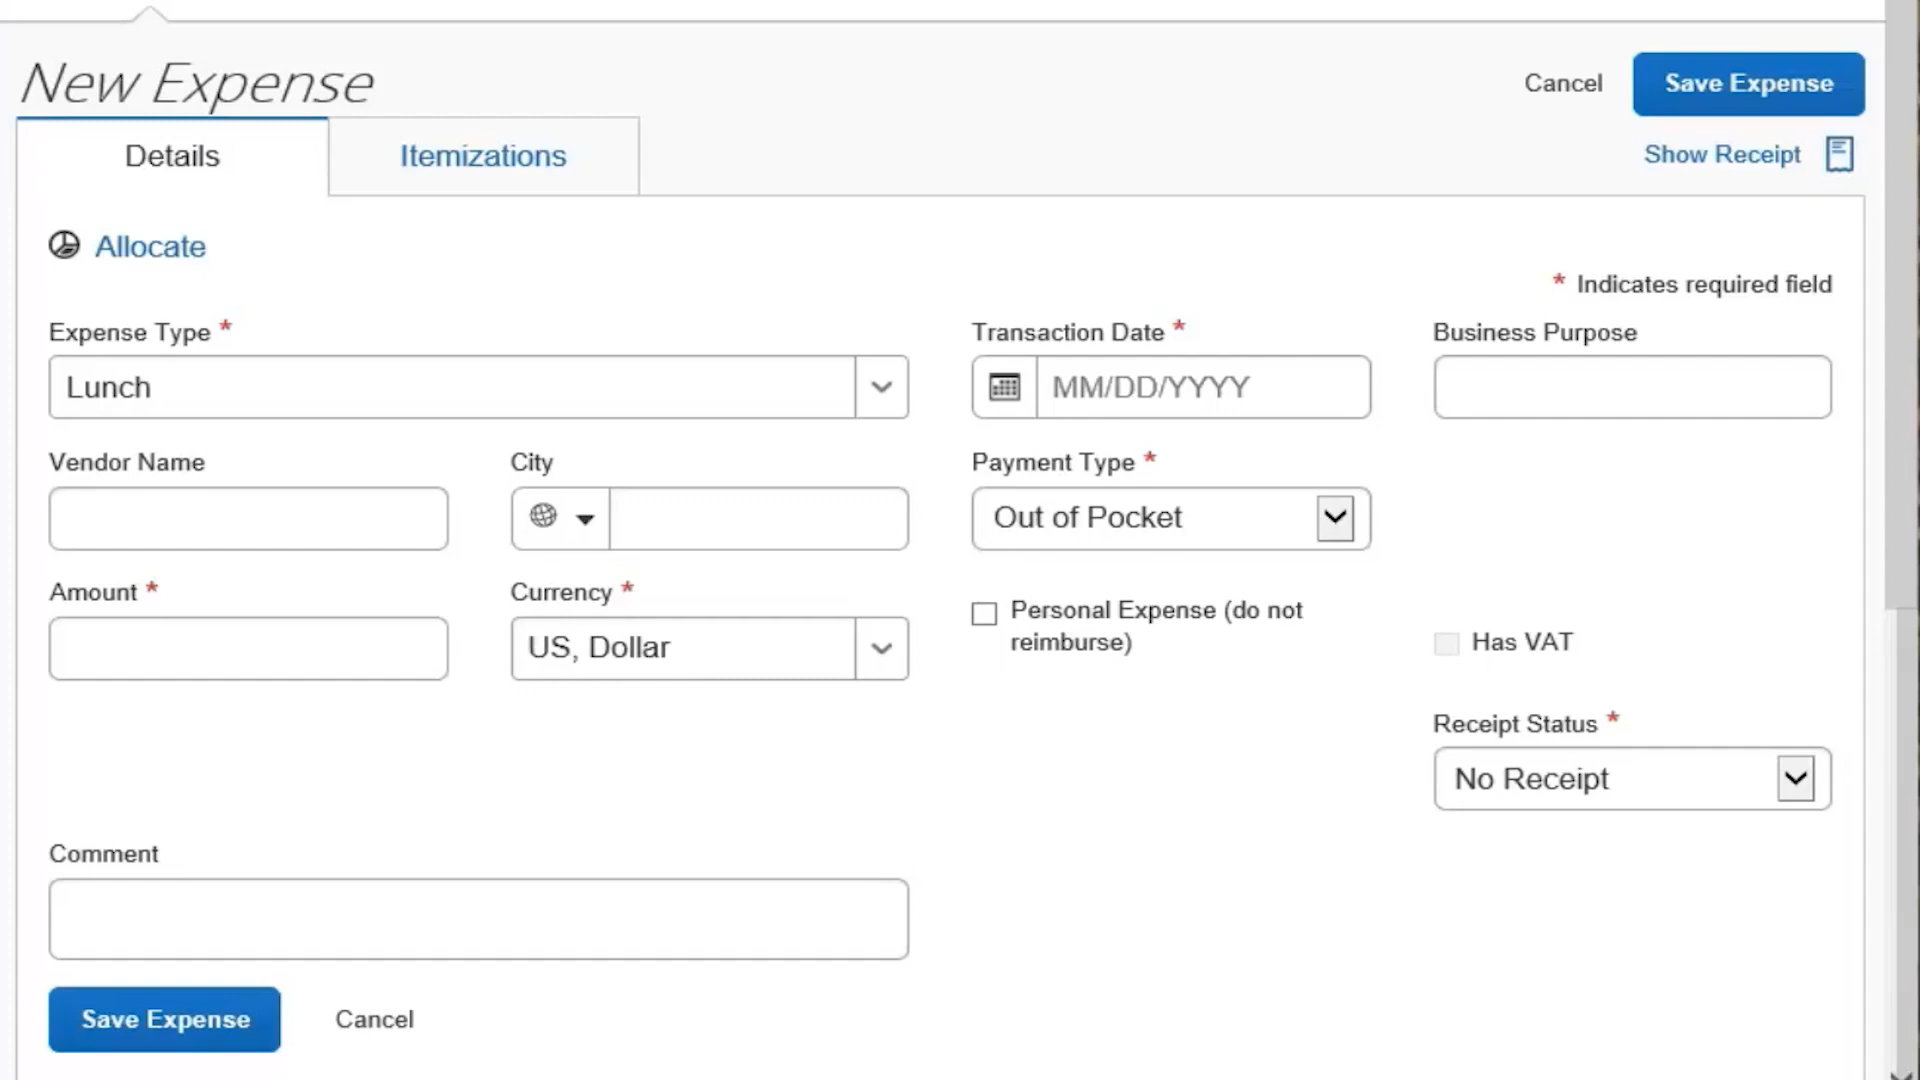 New Expense
Cancel
Save Expense
Details
Itemizations
Show Receipt
Allocate
* Indicates required field
Expense Type *
Transaction Date *
Business Purpose
Lunch
MM/DD/YYYY
Vendor Name
City
Payment Type *
Out of Pocket
Amount *
Currency *
Personal Expense (do not
reimburse)
US, Dollar
Has VAT
Receipt Status *
No Receipt
Comment
Save Expense
Cancel